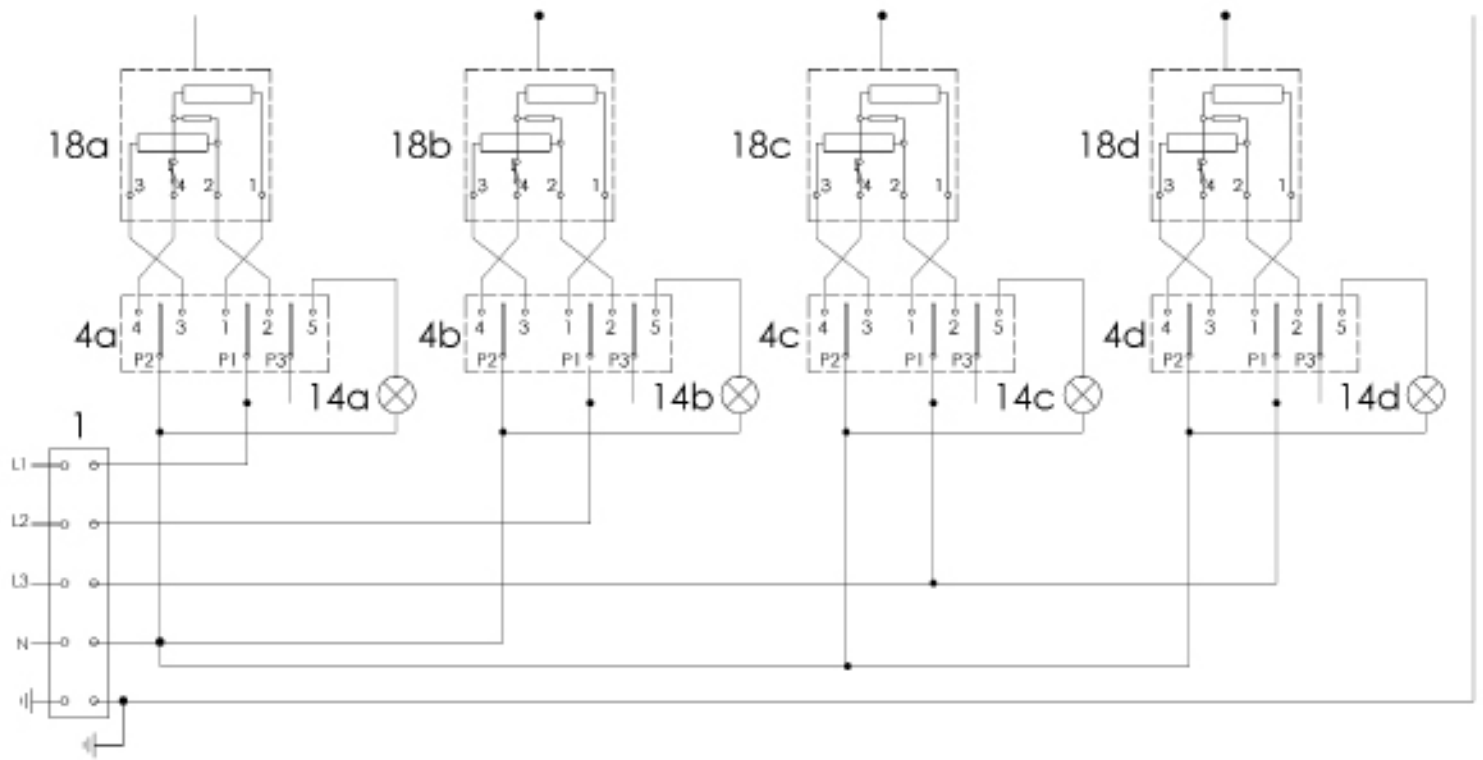 18a 18b 18c 18d
3 4 2 1 3 4 2 1 3 4 2 1 3 4 2 1
4a 4b 4c 4d
4 3 1 2 5 4 3 1 2 5 4 3 1 2 5 4 3 1 2 5
P2 P1 P3 P2 P1 P3 P2 P1 P3 P2 P1 P3
14a 14b 14c 14d
1
L1
L2
L3
N